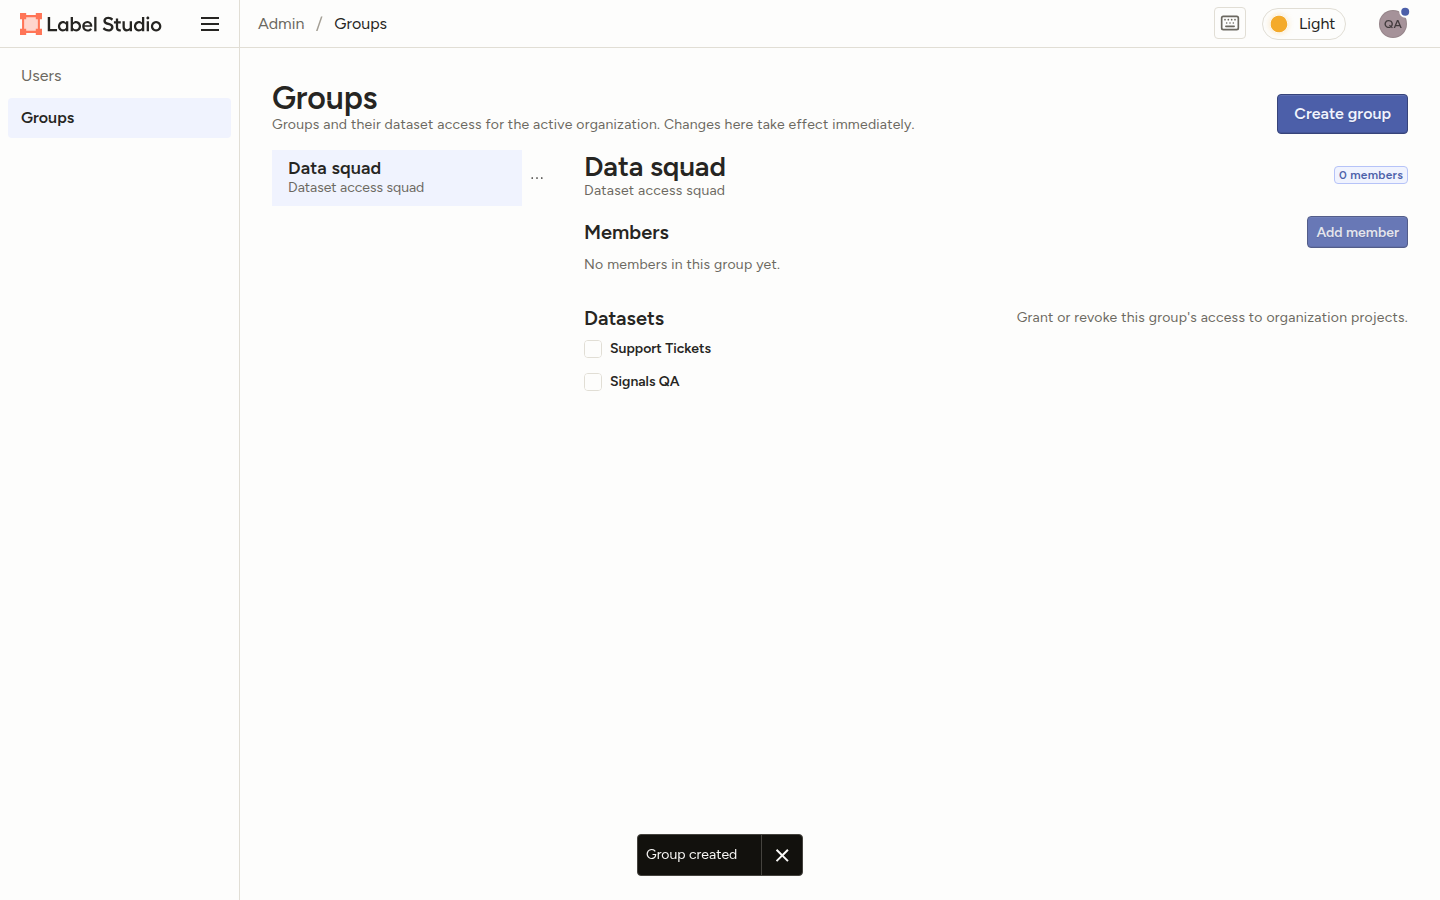 Label Studio
Admin / Groups
Light
QA
Users
Groups
Groups
Groups and their dataset access for the active organization. Changes here take effect immediately.
Create group
Data squad
Dataset access squad
...
Data squad
Dataset access squad
0 members
Members
Add member
No members in this group yet.
Datasets
Grant or revoke this group's access to organization projects.
Support Tickets
Signals QA
Group created